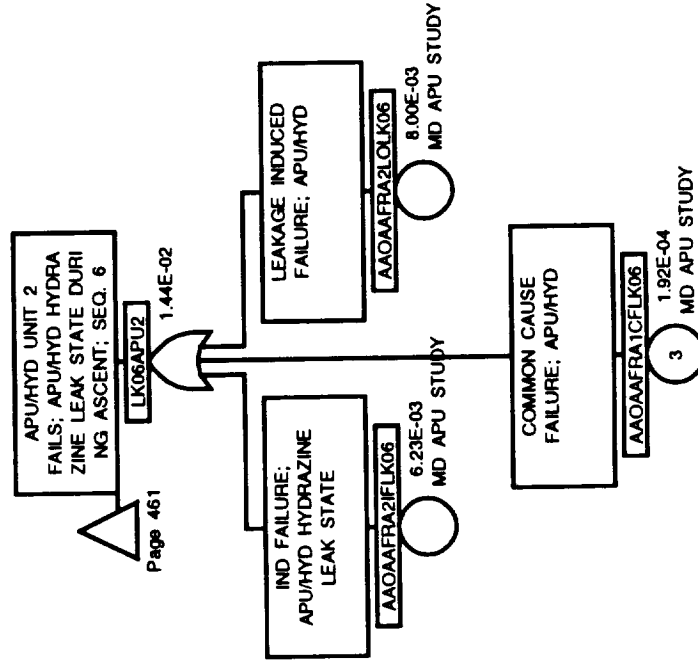 APU/HYD UNIT 2
FAILS; APU/HYD HYDRA
ZINE LEAK STATE DURI
NG ASCENT; SEQ. 6
LK06APU2
1.44E-02
Page 461
IND FAILURE;
APU/HYD HYDRAZINE
LEAK STATE
AAOAAFRA2IFLK06
6.23E-03
MD APU STUDY
LEAKAGE INDUCED
FAILURE; APU/HYD
AAOAAFRA2LOLK06
8.00E-03
MD APU STUDY
COMMON CAUSE
FAILURE; APU/HYD
AAOAAFRA1CFLK06
1.92E-04
MD APU STUDY
3